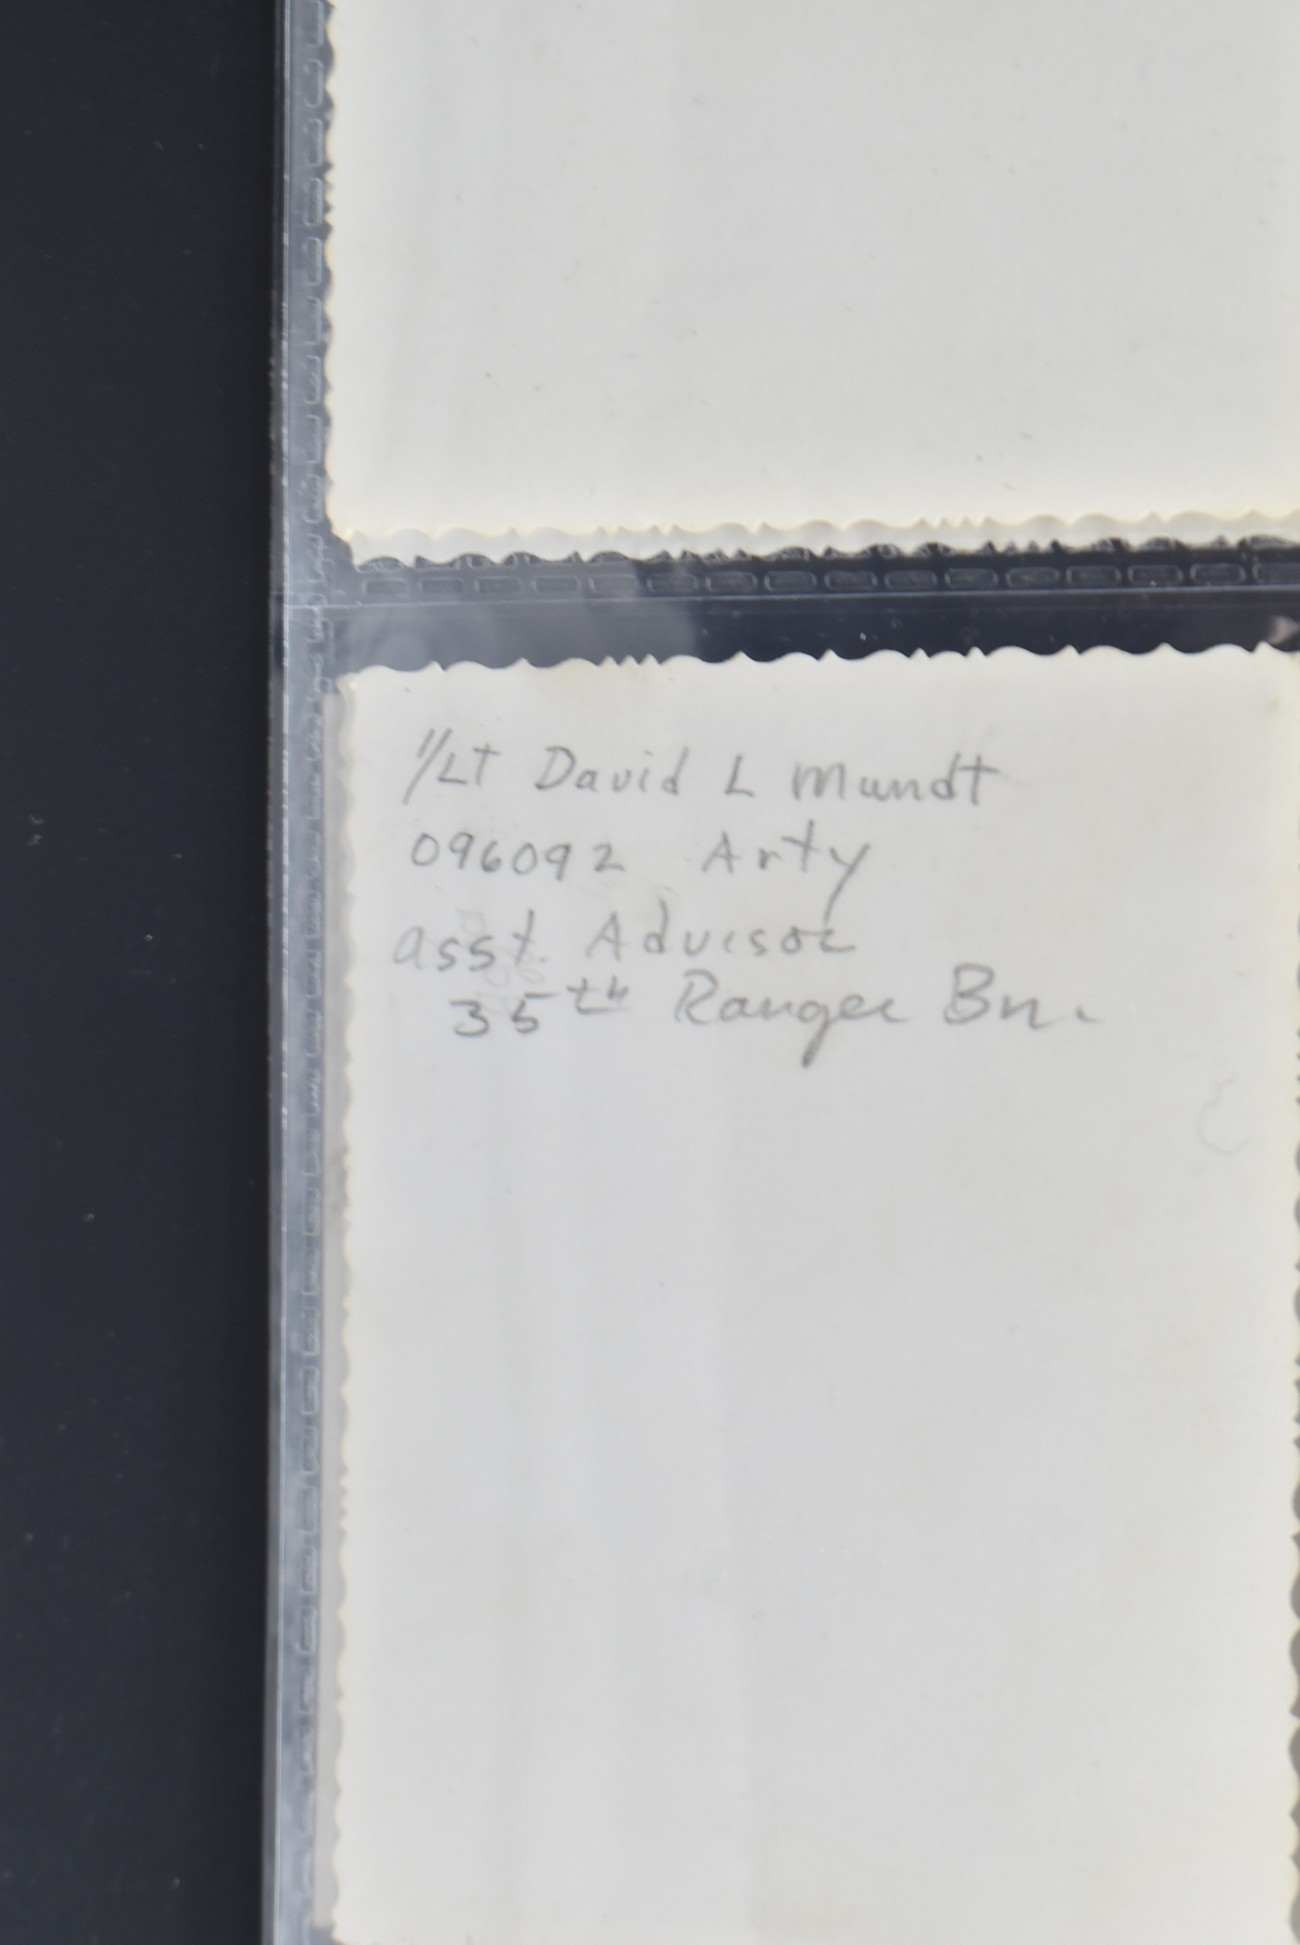 1/Lt David L Mundt
096092 Arty
asst. Advisor
35th Ranger Bn.